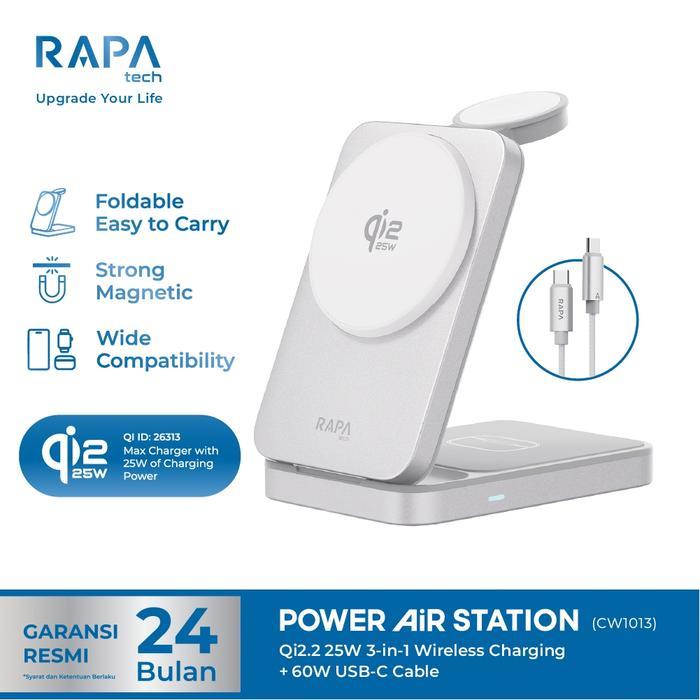 RAPA
tech
Upgrade Your Life
Foldable
Easy to Carry
Strong
Magnetic
Wide
Compatibility
qi2
25W
QI ID: 26313
Max Charger with
25W of Charging
Power
qi2
25W
RAPA
tech
RAPA
GARANSI
RESMI
*Syarat dan Ketentuan Berlaku
24
Bulan
POWER AiR STATION (CW1013)
Qi2.2 25W 3-in-1 Wireless Charging
+ 60W USB-C Cable